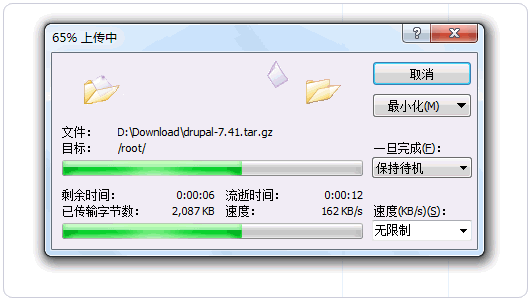 65% 上传中
取消
最小化(M)
文件: D:\Download\drupal-7.41.tar.gz
目标: /root/
一旦完成(F):
保持待机
剩余时间: 0:00:06 流逝时间: 0:00:12
已传输字节数: 2,087 KB 速度: 162 KB/s
速度(KB/s)(S):
无限制